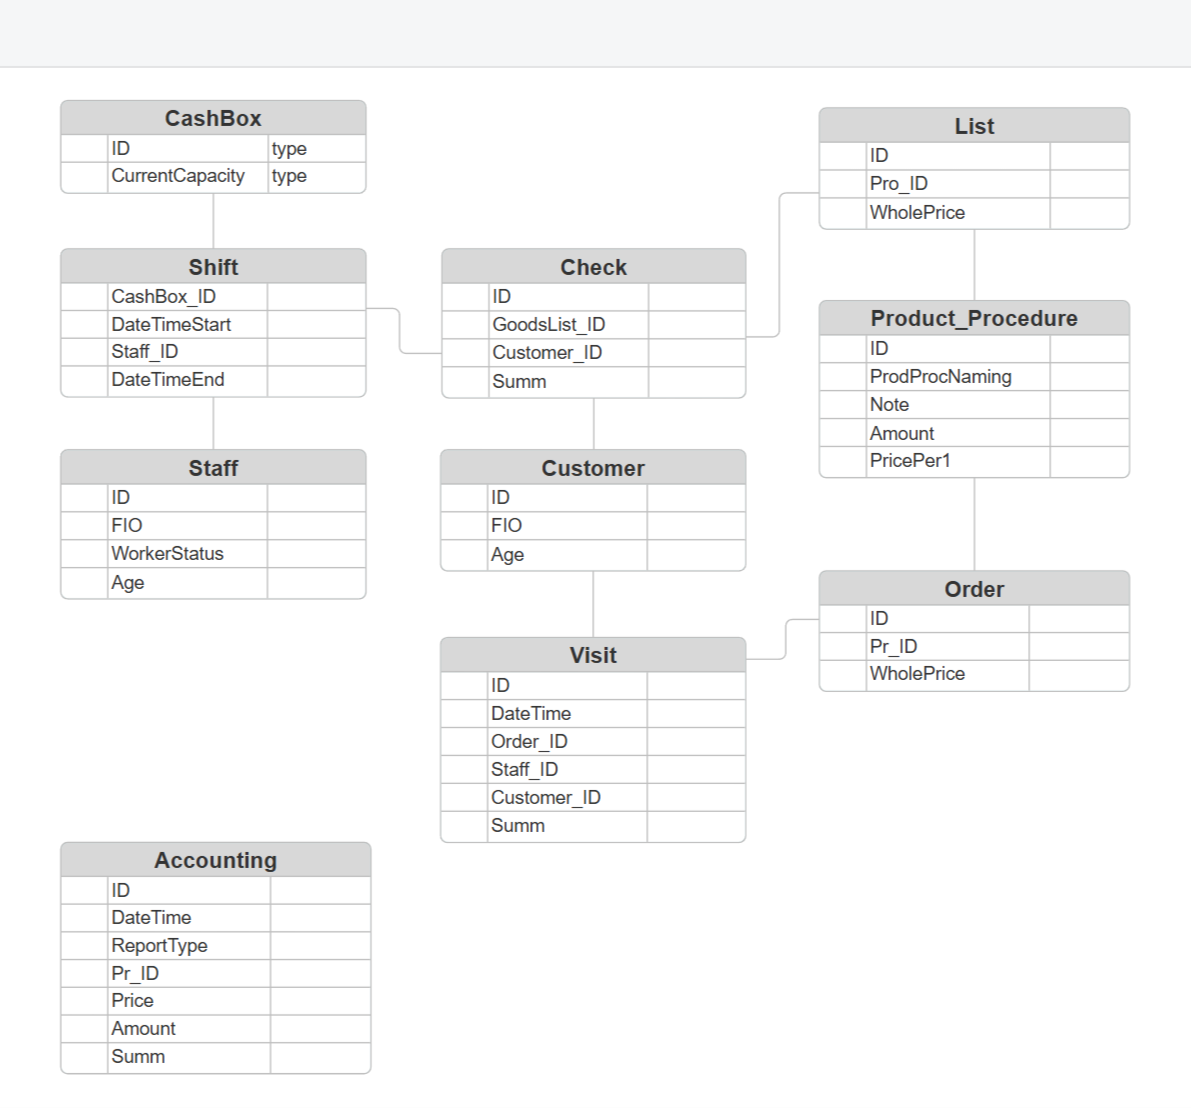 CashBox
ID type
CurrentCapacity type
Shift
CashBox_ID
DateTimeStart
Staff_ID
DateTimeEnd
Staff
ID
FIO
WorkerStatus
Age
Check
ID
GoodsList_ID
Customer_ID
Summ
Customer
ID
FIO
Age
Visit
ID
DateTime
Order_ID
Staff_ID
Customer_ID
Summ
List
ID
Pro_ID
WholePrice
Product_Procedure
ID
ProdProcNaming
Note
Amount
PricePer1
Order
ID
Pr_ID
WholePrice
Accounting
ID
DateTime
ReportType
Pr_ID
Price
Amount
Summ